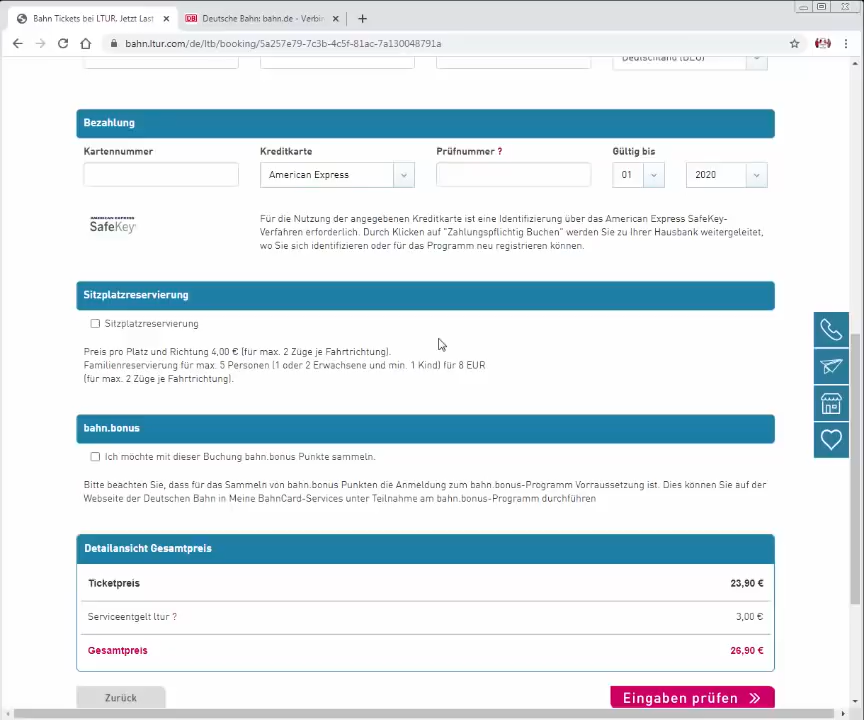 Bahn Tickets bei LTUR. Jetzt Last
DB Deutsche Bahn: bahn.de - Verbin
bahn.ltur.com/de/ltb/booking/5a257e79-7c3b-4c5f-81ac-7a130048791a
Deutschland (DEU)
Bezahlung
Kartennummer Kreditkarte Prüfnummer ? Gültig bis
American Express 01 2020
AMERICAN EXPRESS
SafeKey
Für die Nutzung der angegebenen Kreditkarte ist eine Identifizierung über das American Express SafeKey-
Verfahren erforderlich. Durch Klicken auf "Zahlungspflichtig Buchen" werden Sie zu Ihrer Hausbank weitergeleitet,
wo Sie sich identifizieren oder für das Programm neu registrieren können.
Sitzplatzreservierung
Sitzplatzreservierung
Preis pro Platz und Richtung 4,00 € (für max. 2 Züge je Fahrtrichtung).
Familienreservierung für max. 5 Personen (1 oder 2 Erwachsene und min. 1 Kind) für 8 EUR
(für max. 2 Züge je Fahrtrichtung).
bahn.bonus
Ich möchte mit dieser Buchung bahn.bonus Punkte sammeln.
Bitte beachten Sie, dass für das Sammeln von bahn.bonus Punkten die Anmeldung zum bahn.bonus-Programm Vorraussetzung ist. Dies können Sie auf der
Webseite der Deutschen Bahn in Meine BahnCard-Services unter Teilnahme am bahn.bonus-Programm durchführen
Detailansicht Gesamtpreis
Ticketpreis 23,90 €
Serviceentgelt ltur ? 3,00 €
Gesamtpreis 26,90 €
Zurück Eingaben prüfen